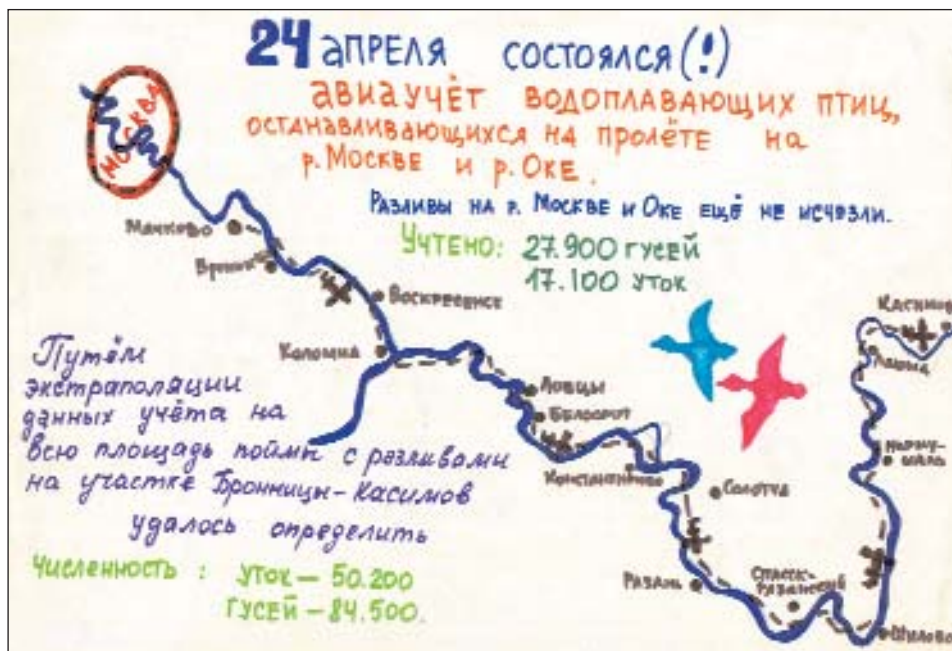 24 АПРЕЛЯ СОСТОЯЛСЯ(!)
АВИАУЧЁТ ВОДОПЛАВАЮЩИХ ПТИЦ,
ОСТАНАВЛИВАЮЩИХСЯ НА ПРОЛЁТЕ НА
р. МОСКВЕ И р. ОКЕ.
РАЗЛИВЫ НА р. МОСКВЕ И ОКЕ ЕЩЁ НЕ ИСЧЕЗЛИ.
УЧТЕНО: 27.900 ГУСЕЙ
17.100 УТОК
МОСКВА
МЯЧКОВО
ВОСКРЕСЕНСК
КОЛОМНА
ЛОВЦЫ
БЕЛООМУТ
КОНСТАНТИНОВО
СОЛОТЧА
РЯЗАНЬ
СПАССК-
РЯЗАНСКИЙ
ШИЛОВО
КАСИМОВ
Путём
экстраполации
данных учёта на
всю площадь поймы с разливами
на участке Бронницы-Касимов
удалось определить
ЧИСЛЕННОСТЬ: УТОК — 50.200
ГУСЕЙ — 84.500.